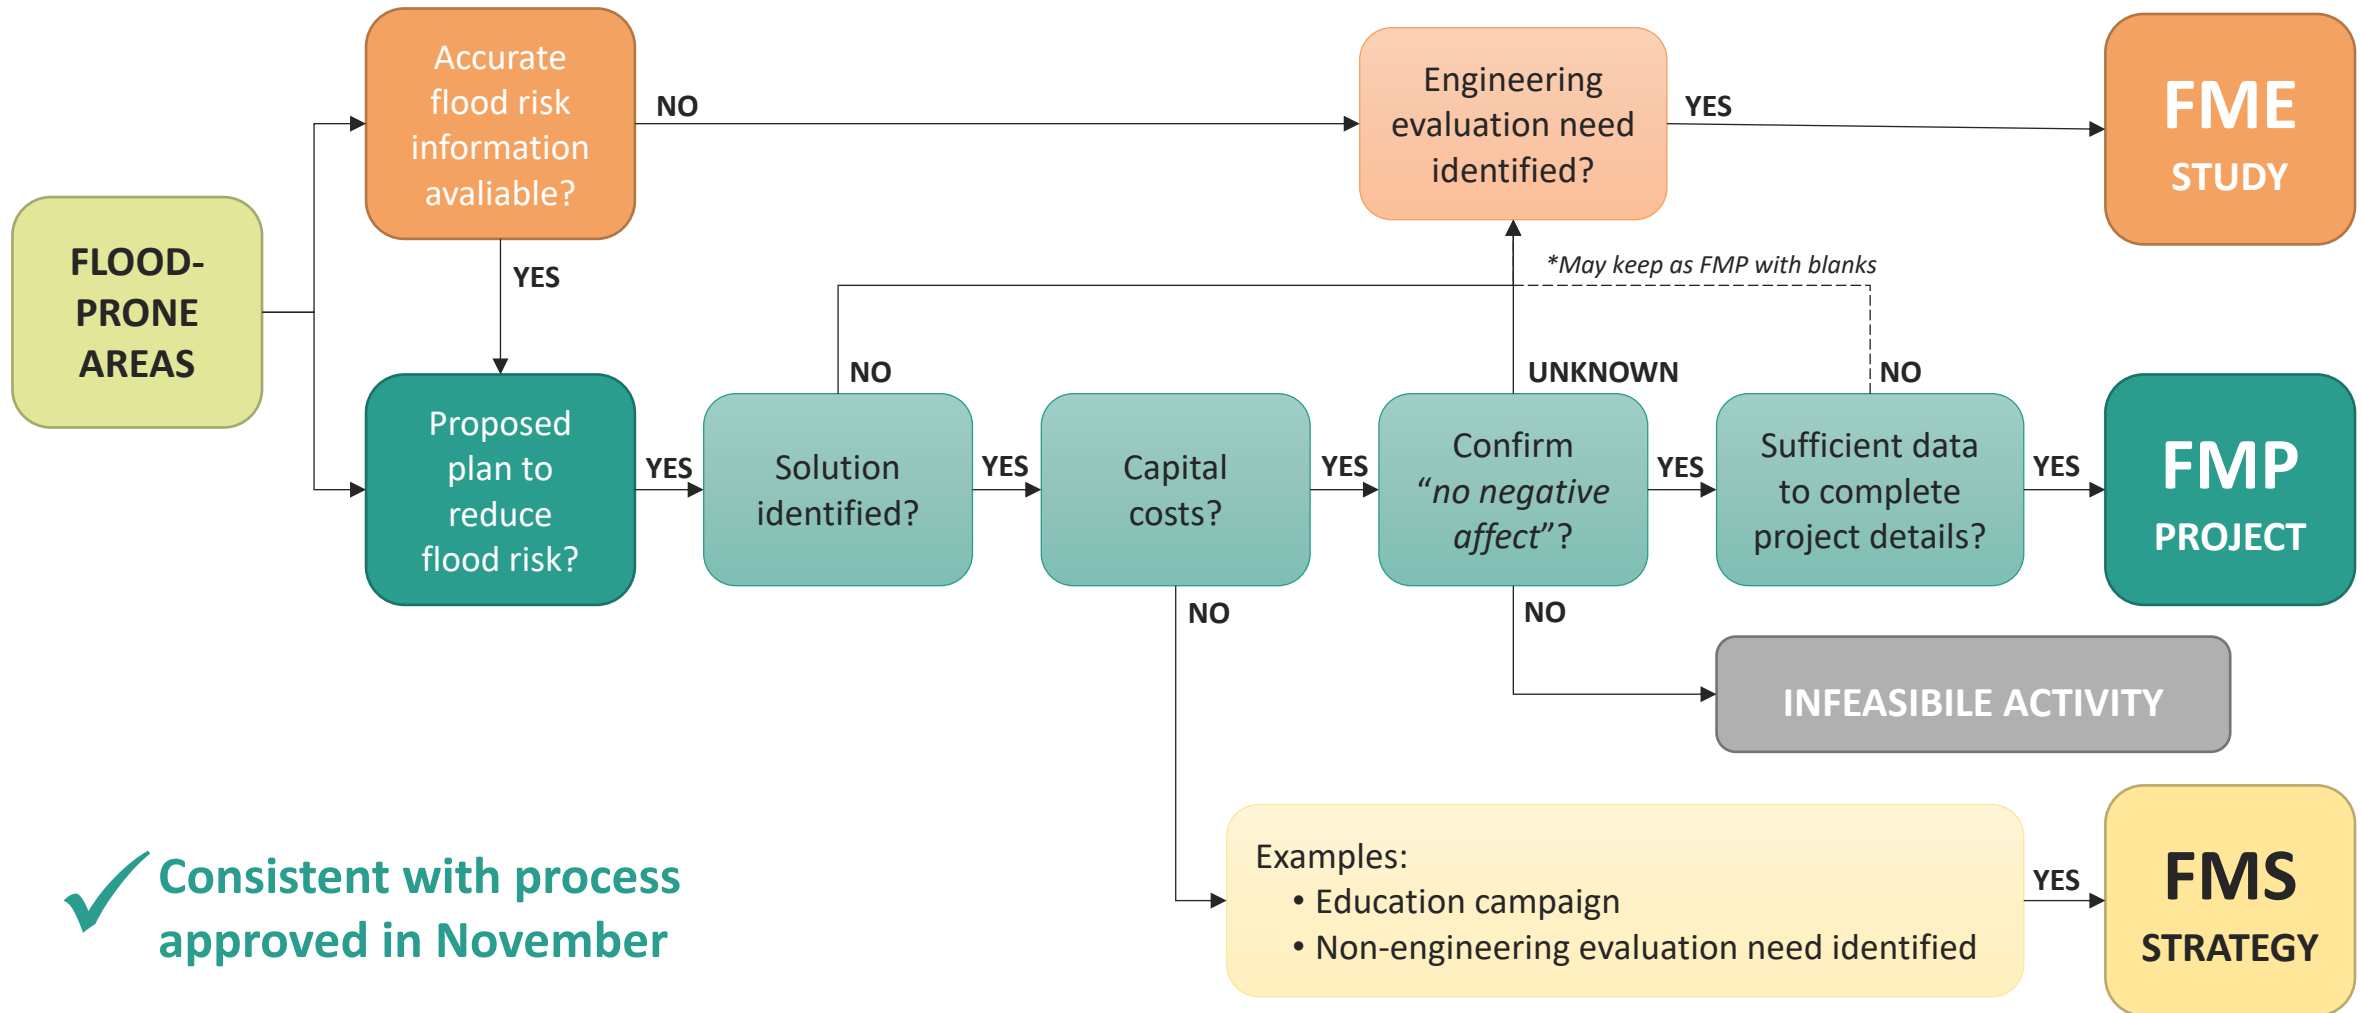 FLOOD-
PRONE
AREAS
Accurate
flood risk
information
avaliable?
NO
YES
Engineering
evaluation need
identified?
YES
FME
STUDY
*May keep as FMP with blanks
Proposed
plan to
reduce
flood risk?
YES
Solution
identified?
NO
YES
Capital
costs?
YES
NO
Confirm
“no negative
affect”?
UNKNOWN
YES
NO
Sufficient data
to complete
project details?
NO
YES
FMP
PROJECT
INFEASIBILE ACTIVITY
Examples:
• Education campaign
• Non-engineering evaluation need identified
YES
FMS
STRATEGY
Consistent with process
approved in November